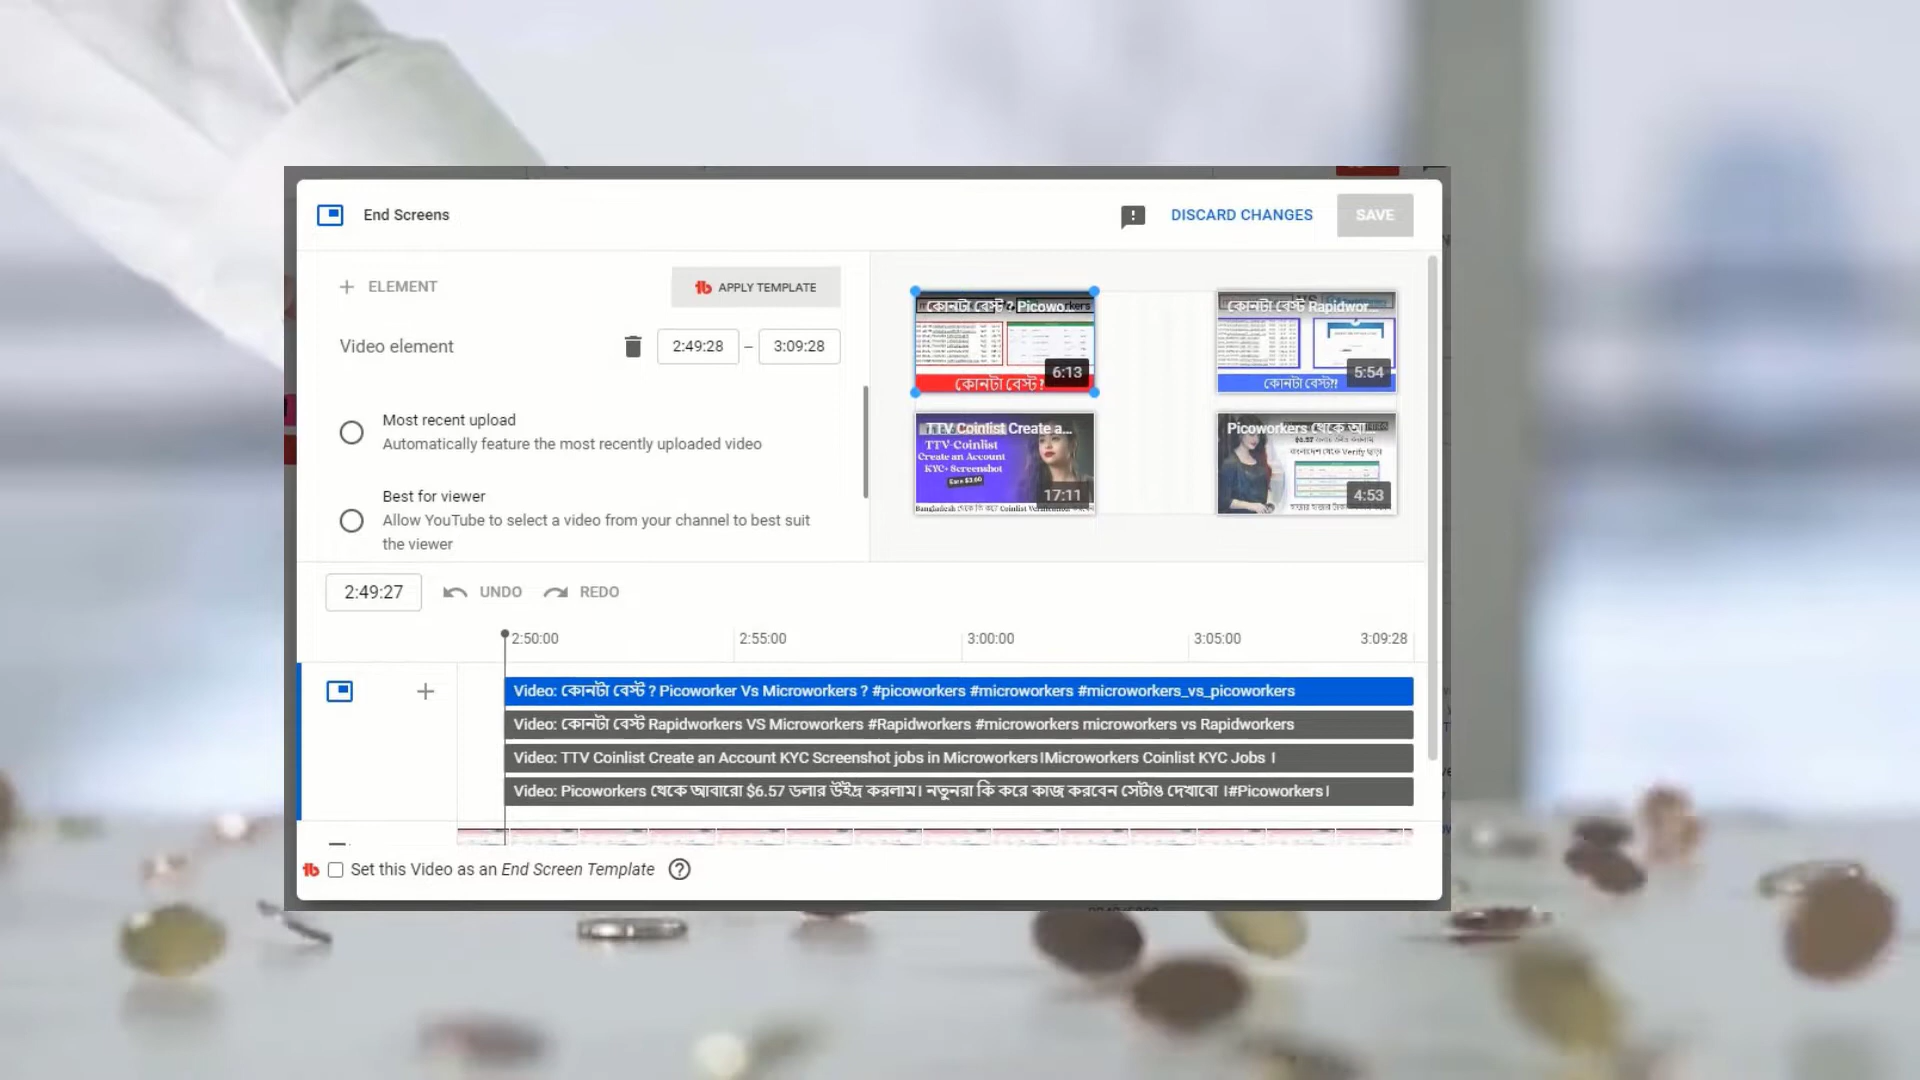 End Screens
DISCARD CHANGES
SAVE
ELEMENT
APPLY TEMPLATE
Video element
2:49:28 – 3:09:28
Most recent upload
Automatically feature the most recently uploaded video
Best for viewer
Allow YouTube to select a video from your channel to best suit
the viewer
কোনটা বেস্ট ? Picowo...
6:13
কোনটা বেস্ট?
কোনটা বেস্ট Rapidwor...
5:54
কোনটা বেস্ট?!
TTV Coinlist Create a...
TTV-Coinlist
Create an Account
KYC+ Screenshot
Earn $3.00
17:11
Picoworkers থেকে আ...
4:53
2:49:27
UNDO
REDO
2:50:00
2:55:00
3:00:00
3:05:00
3:09:28
Video: কোনটা বেস্ট ? Picoworker Vs Microworkers ? #picoworkers #microworkers #microworkers_vs_picoworkers
Video: কোনটা বেস্ট Rapidworkers VS Microworkers #Rapidworkers #microworkers microworkers vs Rapidworkers
Video: TTV Coinlist Create an Account KYC Screenshot jobs in Microworkers।Microworkers Coinlist KYC Jobs ।
Video: Picoworkers থেকে আবারো $6.57 ডলার উইদ্র করলাম। নতুনরা কি করে কাজ করবেন সেটাও দেখাবো ।#Picoworkers।
Set this Video as an End Screen Template